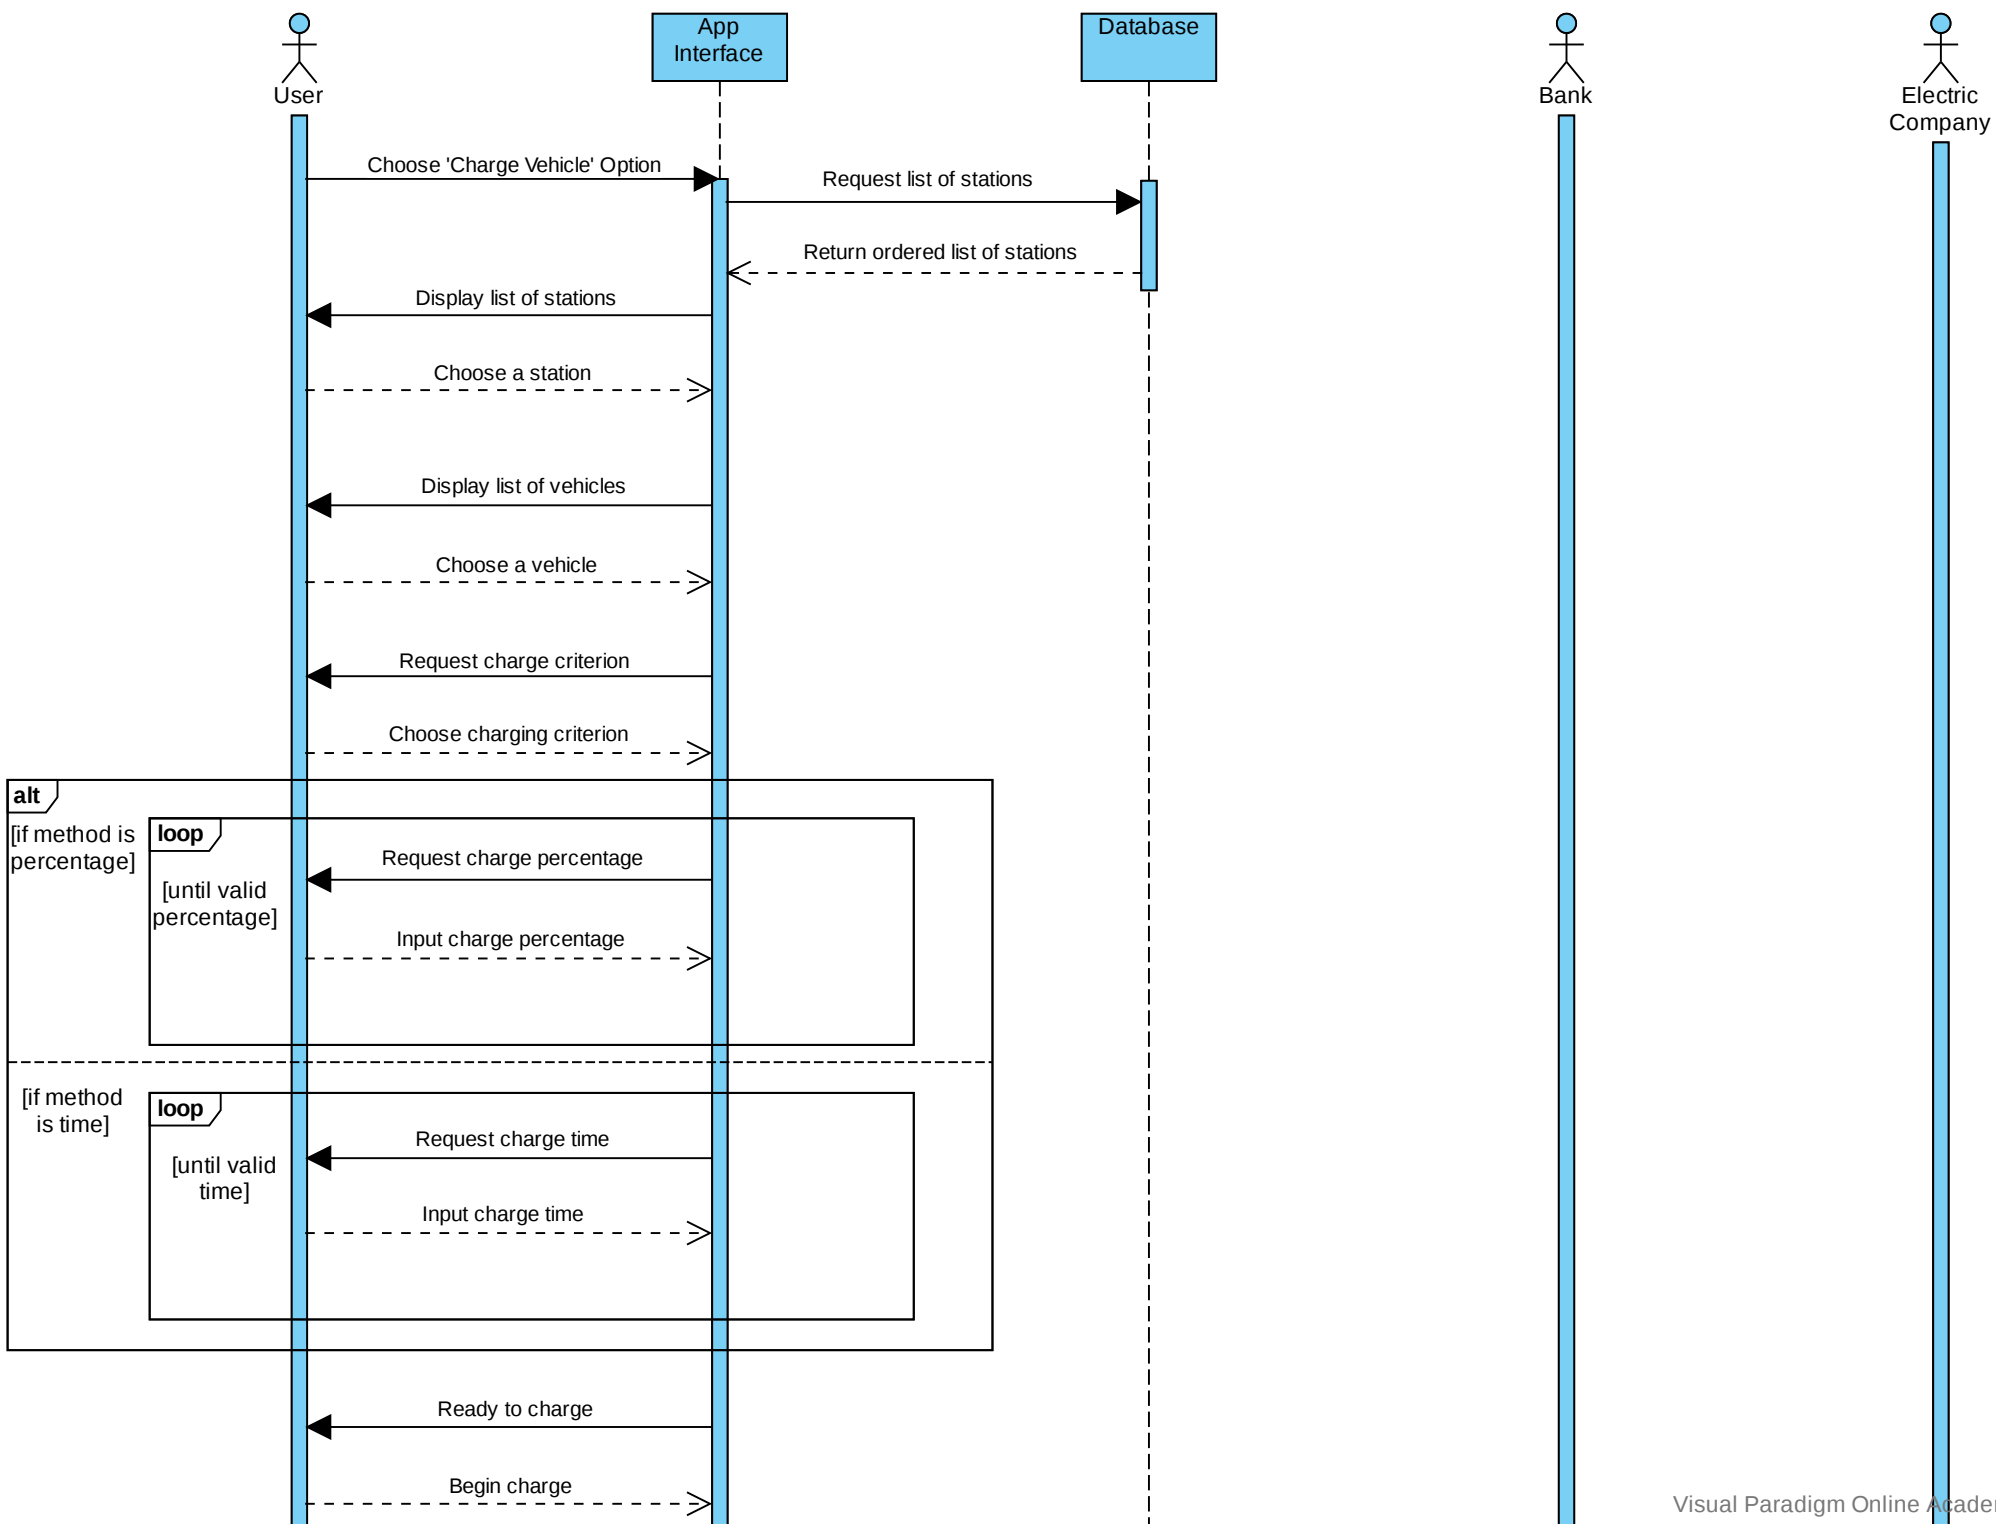 User
App
Interface
Database
Bank
Electric
Company
Choose 'Charge Vehicle' Option
Request list of stations
Return ordered list of stations
Display list of stations
Choose a station
Display list of vehicles
Choose a vehicle
Request charge criterion
Choose charging criterion
alt
[if method is
percentage]
loop
[until valid
percentage]
Request charge percentage
Input charge percentage
[if method
is time]
loop
[until valid
time]
Request charge time
Input charge time
Ready to charge
Begin charge
Visual Paradigm Online